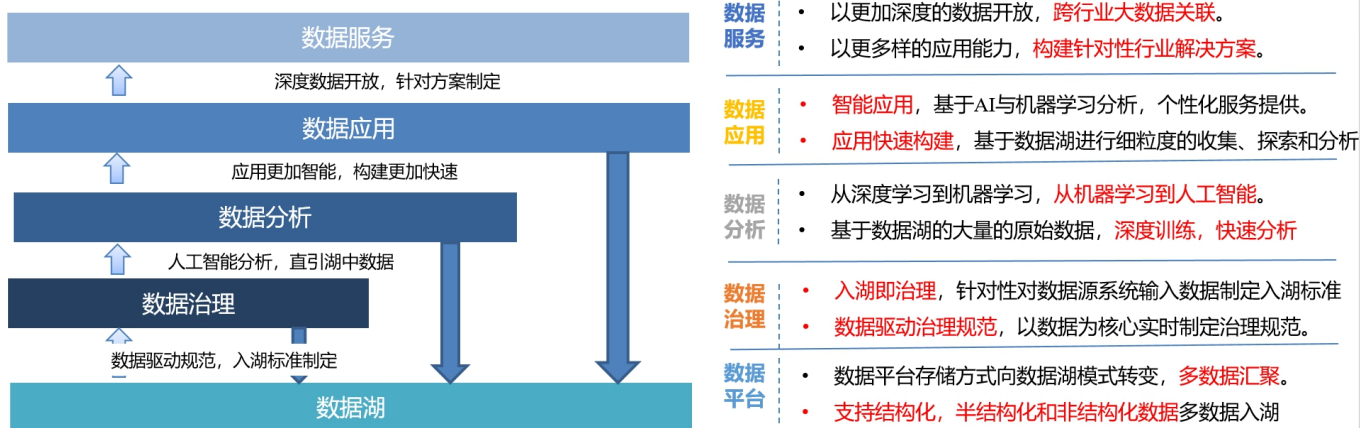 数据服务
深度数据开放，针对方案制定
数据应用
应用更加智能，构建更加快速
数据分析
人工智能分析，直引湖中数据
数据治理
数据驱动规范，入湖标准制定
数据湖
数据
服务
• 以更加深度的数据开放，跨行业大数据关联。
• 以更多样的应用能力，构建针对性行业解决方案。
数据
应用
• 智能应用，基于AI与机器学习分析，个性化服务提供。
• 应用快速构建，基于数据湖进行细粒度的收集、探索和分析
数据
分析
• 从深度学习到机器学习，从机器学习到人工智能。
• 基于数据湖的大量的原始数据，深度训练，快速分析
数据
治理
• 入湖即治理，针对性对数据源系统输入数据制定入湖标准
• 数据驱动治理规范，以数据为核心实时制定治理规范。
数据
平台
• 数据平台存储方式向数据湖模式转变，多数据汇聚。
• 支持结构化，半结构化和非结构化数据多数据入湖